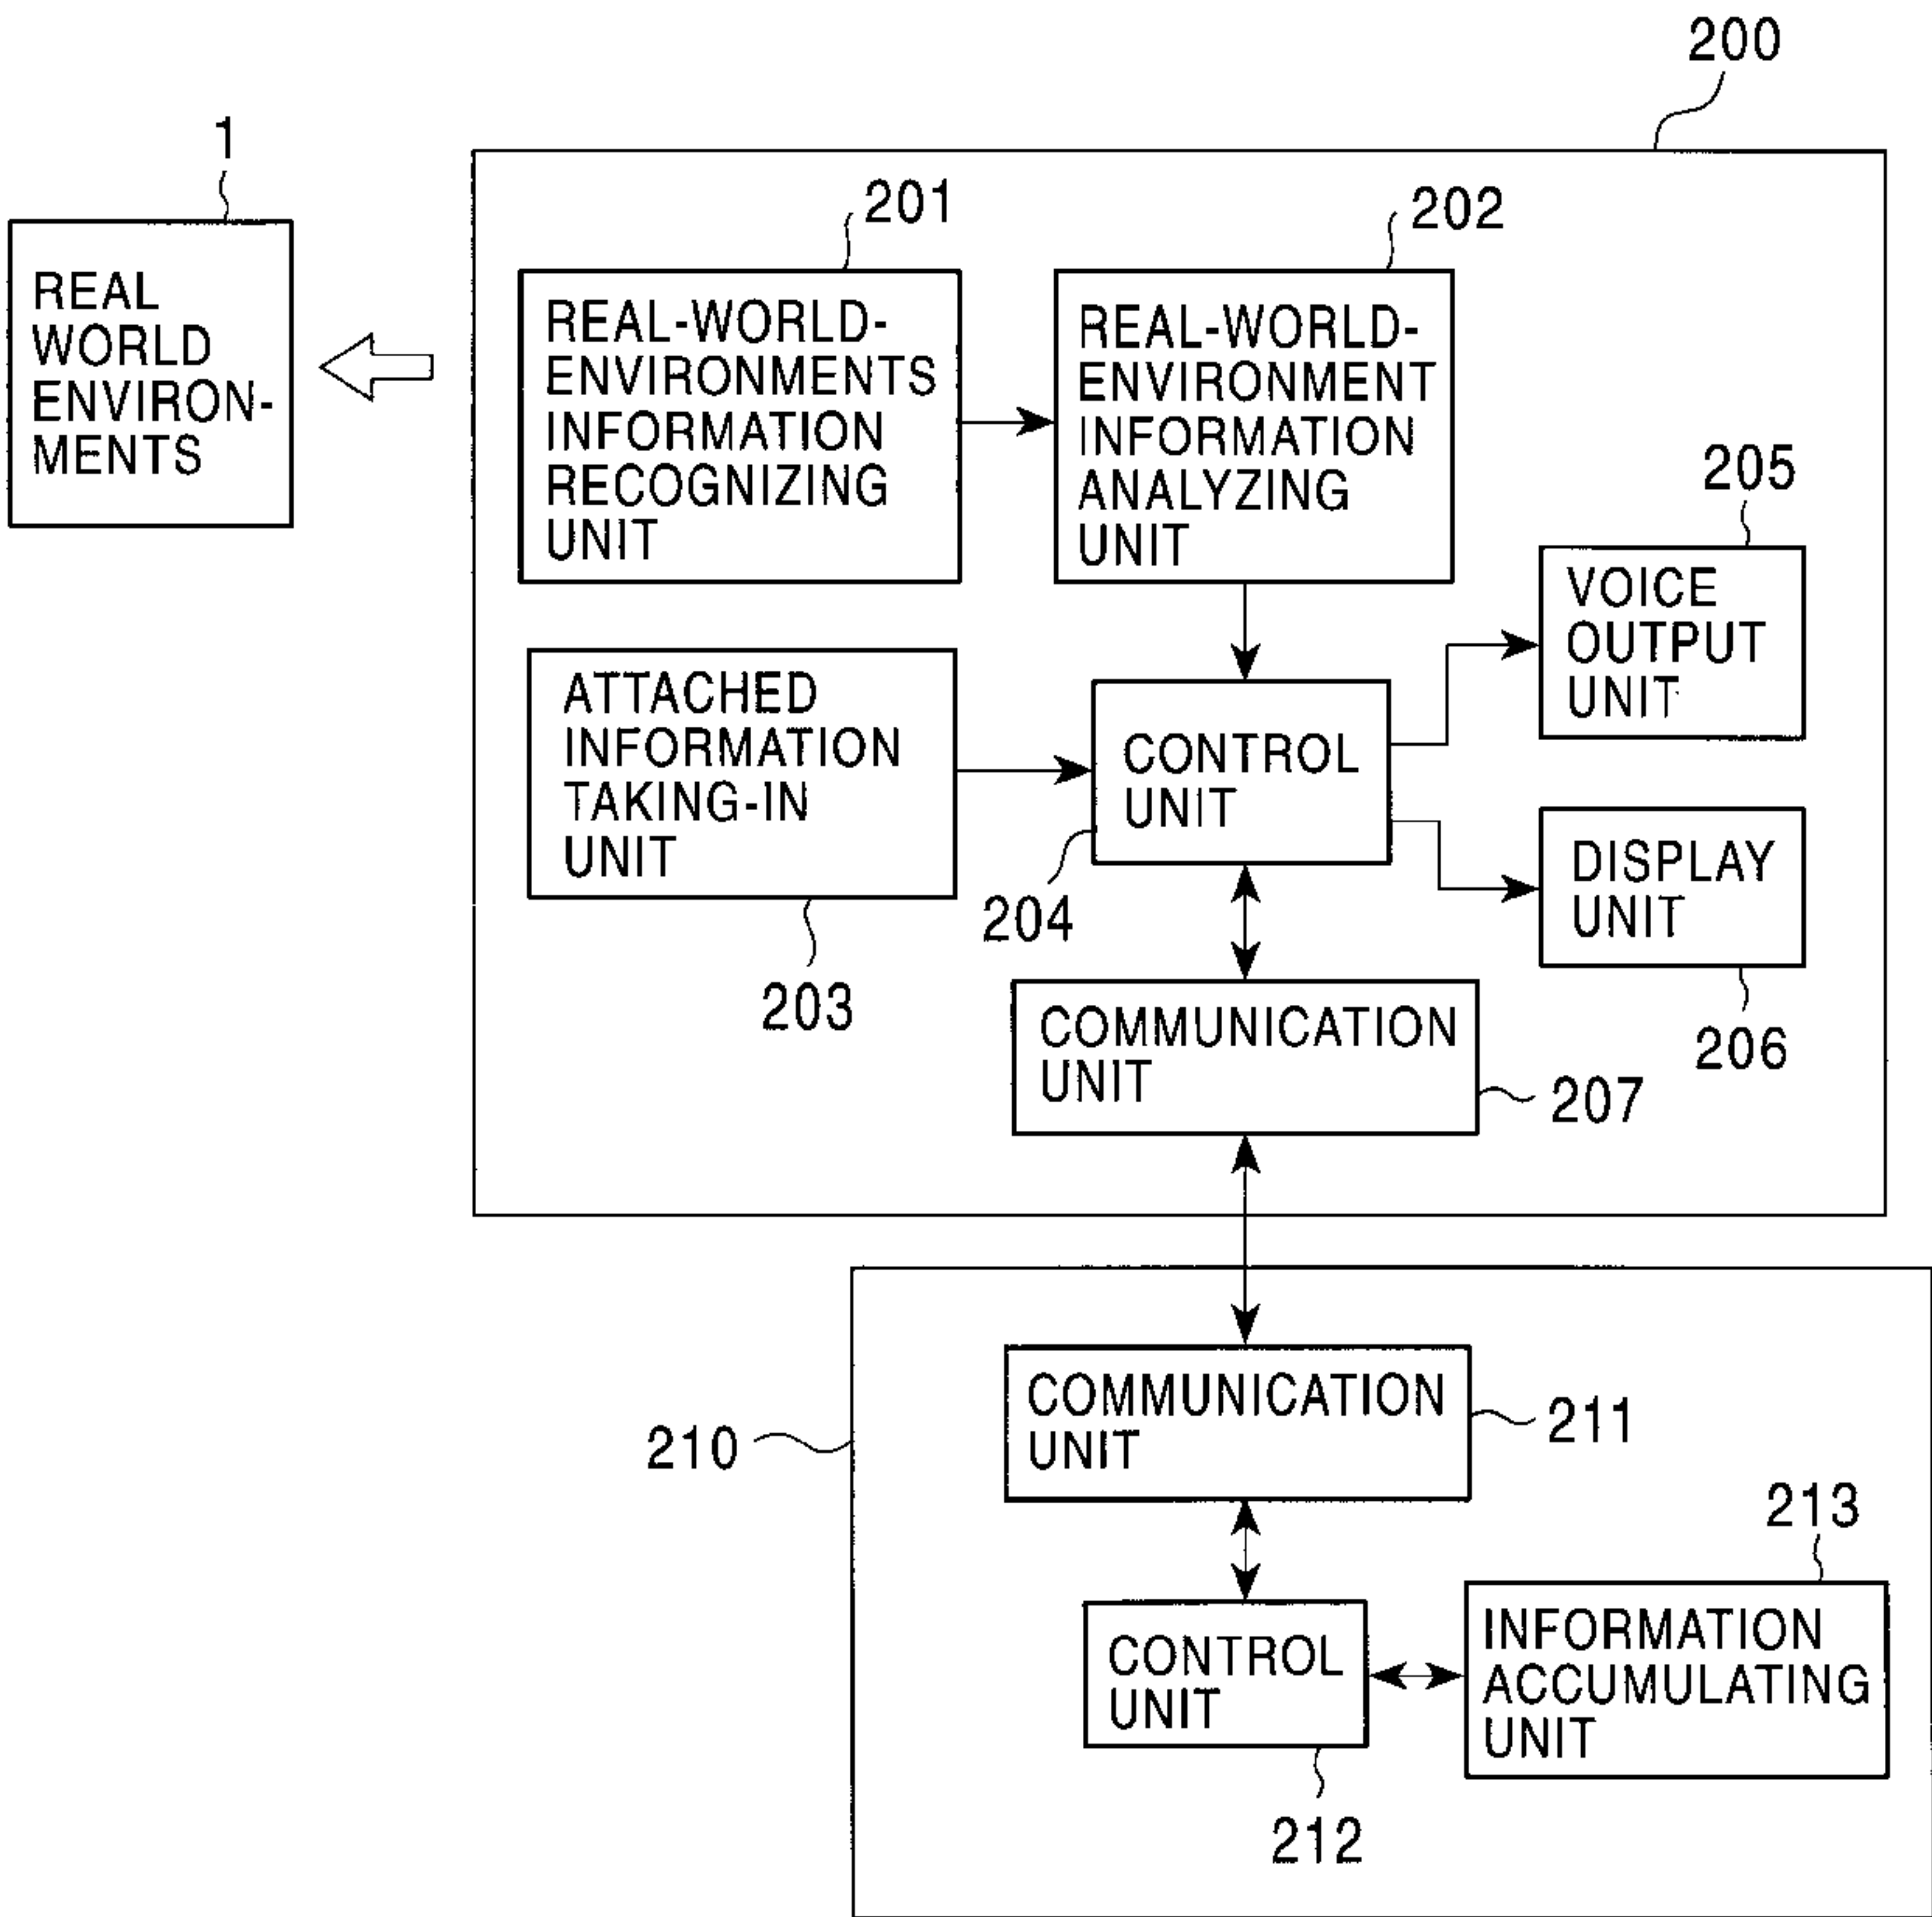 200
1
REAL
WORLD
ENVIRON-
MENTS
201
REAL-WORLD-
ENVIRONMENTS
INFORMATION
RECOGNIZING
UNIT
202
REAL-WORLD-
ENVIRONMENT
INFORMATION
ANALYZING
UNIT
205
VOICE
OUTPUT
UNIT
ATTACHED
INFORMATION
TAKING-IN
UNIT
203
CONTROL
UNIT
204
DISPLAY
UNIT
206
COMMUNICATION
UNIT
207
210
COMMUNICATION
UNIT
211
213
CONTROL
UNIT
212
INFORMATION
ACCUMULATING
UNIT